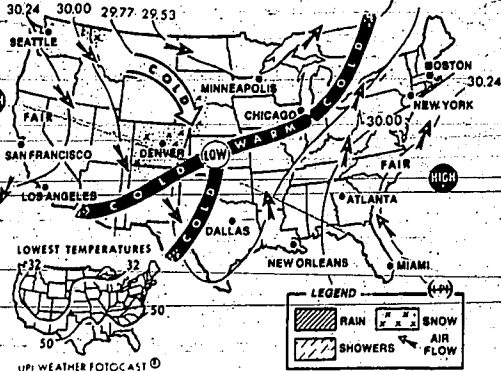 30.24 30.00 29.77 29.53
SEATTLE
COLD
COLD
MINNEAPOLIS
BOSTON
30.24
NEW YORK
CHICAGO
30.00
FAIR
DENVER
LOW
WARM
FAIR
SAN FRANCISCO
HIGH
LOS ANGELES
COLD
COLD
ATLANTA
DALLAS
NEW ORLEANS
MIAMI
LOWEST TEMPERATURES
32 32
50
50
LEGEND
(UPI)
RAIN
SNOW
SHOWERS
AIR FLOW
UPI WEATHER FOTOCAST ®